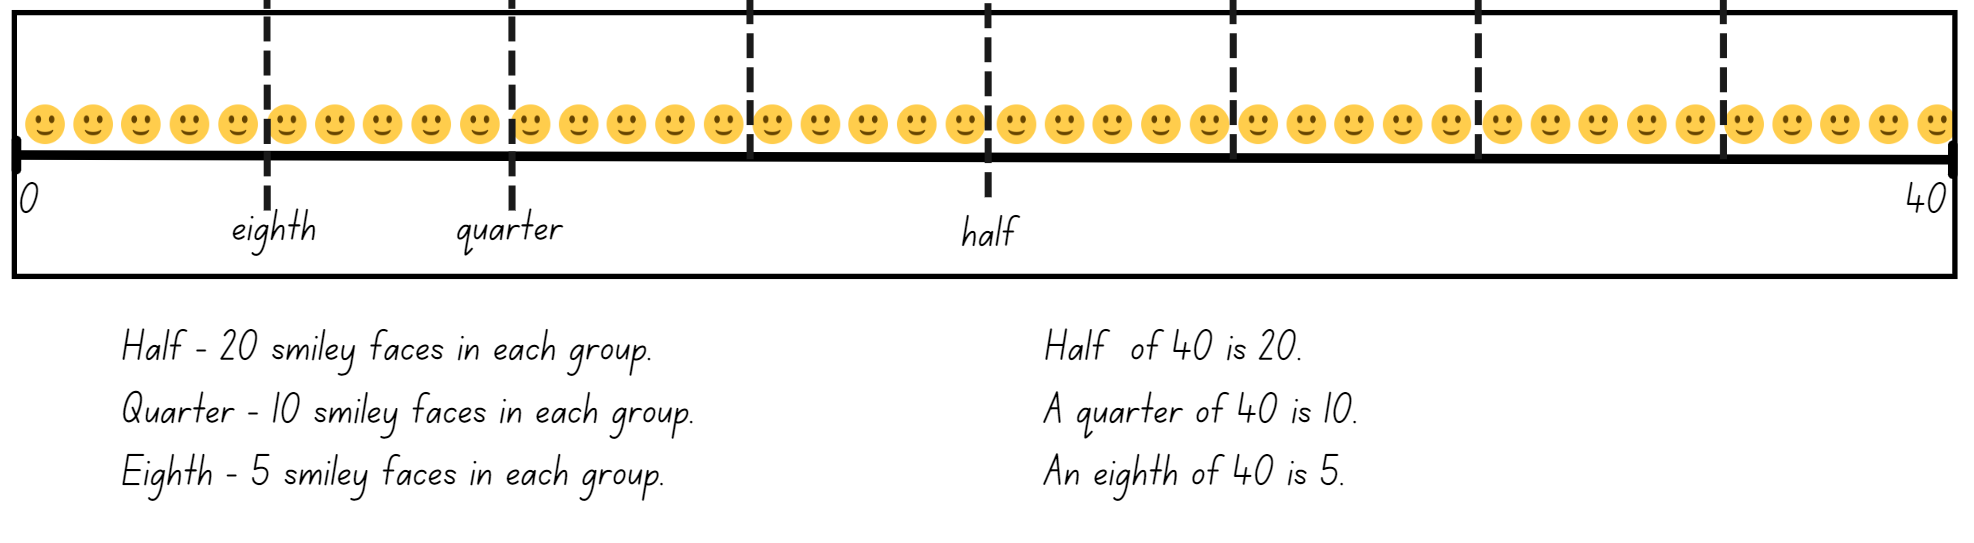 0
40
eighth
quarter
half
Half - 20 smiley faces in each group.
Quarter - 10 smiley faces in each group.
Eighth - 5 smiley faces in each group.
Half of 40 is 20.
A quarter of 40 is 10.
An eighth of 40 is 5.